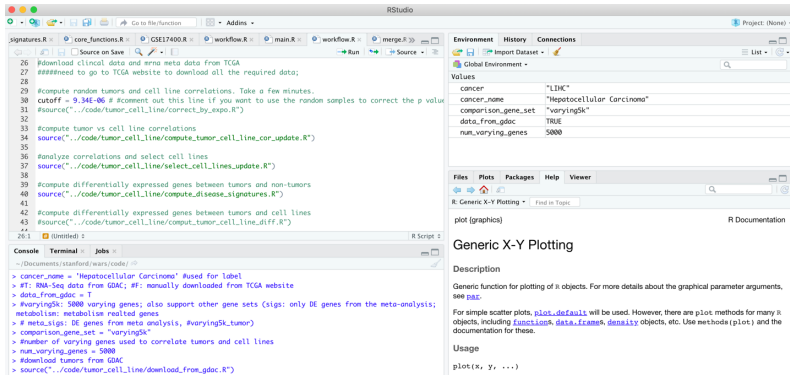 RStudio
Go to file/function
Addins
Project: (None)
_signatures.R
core_functions.R
GSE17400.R
workflow.R
main.R
workflow.R
merge.R
Source on Save
Run
Source
26 #download clincal data and mrna meta data from TCGA
27 #####need to go to TCGA website to download all the required data;
28
29 #compute random tumors and cell line correlations. Take a few minutes.
30 cutoff = 9.34E-06 # #comment out this line if you want to use the random samples to correct the p value
31 #source("../code/tumor_cell_line/correct_by_expo.R")
32
33 #compute tumor vs cell line correlations
34 source("../code/tumor_cell_line/compute_tumor_cell_line_cor_update.R")
35
36 #analyze correlations and select cell lines
37 source("../code/tumor_cell_line/select_cell_lines_update.R")
38
39 #compute differentially expressed genes between tumors and non-tumors
40 source("../code/tumor_cell_line/compute_disease_signatures.R")
41
42 #compute differentially expressed genes between tumors and cell lines
43 #source("../code/tumor_cell_line/comput_tumor_cell_line_diff.R")
44
26:1 (Untitled) R Script
Console Terminal Jobs
~/Documents/stanford/wars/code/
> cancer_name = 'Hepatocellular Carcinoma' #used for label
> #T: RNA-Seq data from GDAC; #F: manually downloaded from TCGA website
> data_from_gdac = T
> #varying5k: 5000 varying genes; also support other gene sets (sigs: only DE genes from the meta-analysis;
metabolism: metabolism realted genes
> # meta_sigs: DE genes from meta analysis, #varying5k_tumor)
> comparison_gene_set = "varying5k"
> #number of varying genes used to correlate tumors and cell lines
> num_varying_genes = 5000
> #download tumors from GDAC
> source("../code/tumor_cell_line/download_from_gdac.R")
Environment History Connections
Import Dataset
List
Global Environment
Values
cancer "LIHC"
cancer_name "Hepatocellular Carcinoma"
comparison_gene_set "varying5k"
data_from_gdac TRUE
num_varying_genes 5000
Files Plots Packages Help Viewer
R: Generic X-Y Plotting Find in Topic
plot {graphics} R Documentation
Generic X-Y Plotting
Description
Generic function for plotting of R objects. For more details about the graphical parameter arguments,
see par.
For simple scatter plots, plot.default will be used. However, there are plot methods for many R
objects, including functions, data.frames, density objects, etc. Use methods(plot) and the
documentation for these.
Usage
plot(x, y, ...)